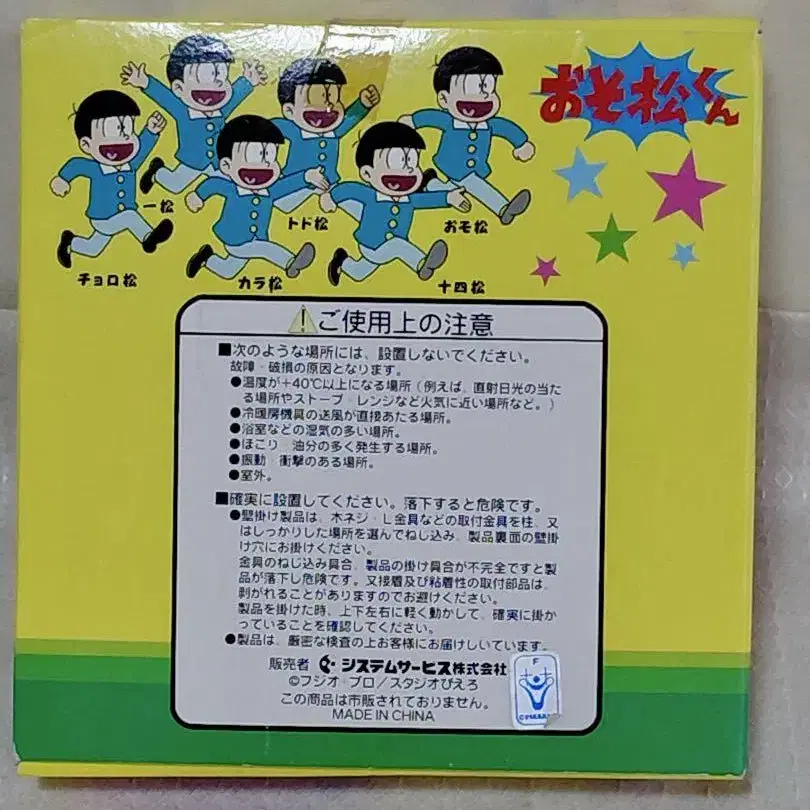 おそ松くん
一松
トド松
おそ松
チョロ松
カラ松
十四松
ご使用上の注意
■次のような場所には、設置しないでください。
故障・破損の原因となります。
●温度が+40℃以上になる場所(例えば、直射日光の当た
る場所やストーブ・レンジなど火気に近い場所など。)
●冷暖房機具の送風が直接あたる場所。
●浴室などの湿気の多い場所。
●ほこり・油分の多く発生する場所。
●振動・衝撃のある場所。
●室外。
■確実に設置してください。落下すると危険です。
●壁掛け製品は、木ネジ・L金具などの取付金具を柱、又
はしっかりした場所を選んでねじ込み、製品裏面の壁掛
け穴にお掛けください。
金具のねじ込み具合、製品の掛け具合が不完全ですと製
品が落下し危険です。又接着及び粘着性の取付部品は、
剥がれることがありますのでお避けください。
製品を掛けた時、上下左右に軽く動かして、確実に掛か
っていることを確認してください。
●製品は、厳密な検査の上お客様にお届けしいています。
販売者 システムサービス株式会社
©フジオ・プロ/スタジオぴえろ
この商品は市販されておりません。
MADE IN CHINA
F